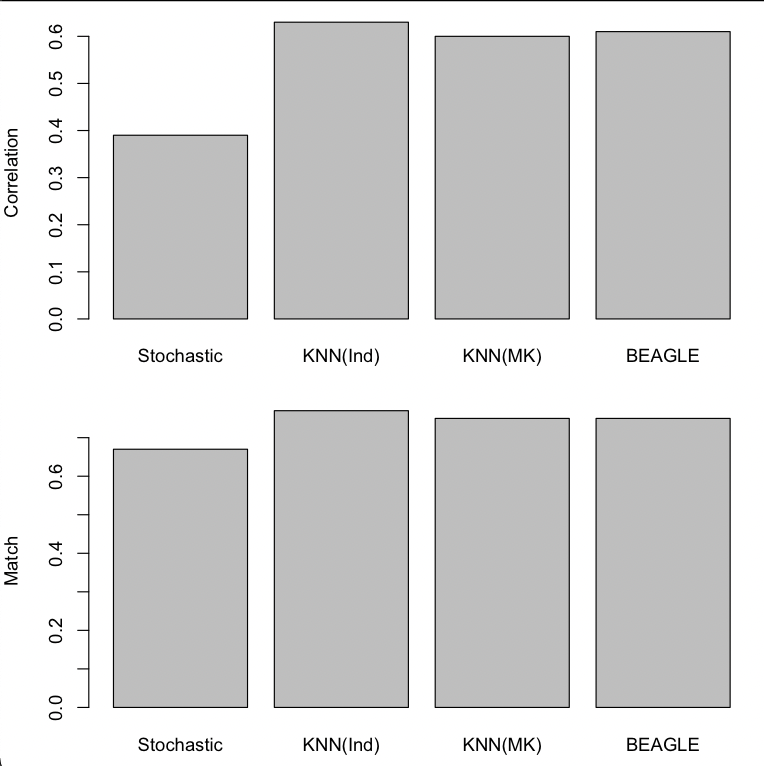 Correlation
0.6
0.5
0.4
0.3
0.2
0.1
0.0
Stochastic KNN(Ind) KNN(MK) BEAGLE
Match
0.6
0.4
0.2
0.0
Stochastic KNN(Ind) KNN(MK) BEAGLE